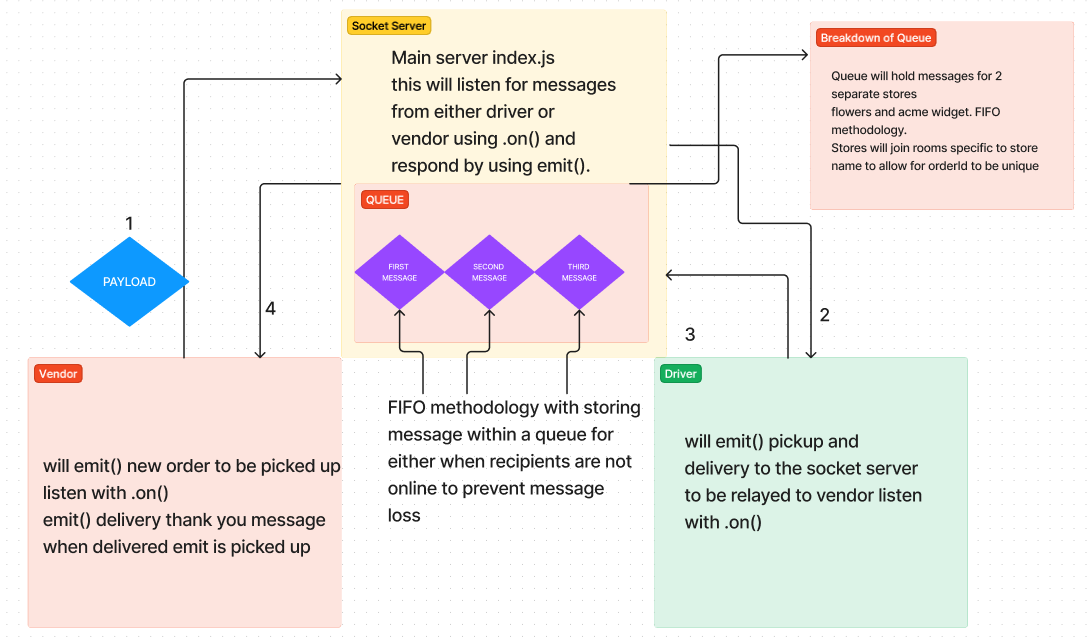 Socket Server
Main server index.js
this will listen for messages
from either driver or
vendor using .on() and
respond by using emit().
Breakdown of Queue
Queue will hold messages for 2
separate stores
flowers and acme widget. FIFO
methodology.
Stores will join rooms specific to store
name to allow for orderId to be unique
QUEUE
FIRST
MESSAGE
SECOND
MESSAGE
THIRD
MESSAGE
1
PAYLOAD
4
2
3
Vendor
will emit() new order to be picked up
listen with .on()
emit() delivery thank you message
when delivered emit is picked up
FIFO methodology with storing
message within a queue for
either when recipients are not
online to prevent message
loss
Driver
will emit() pickup and
delivery to the socket server
to be relayed to vendor listen
with .on()